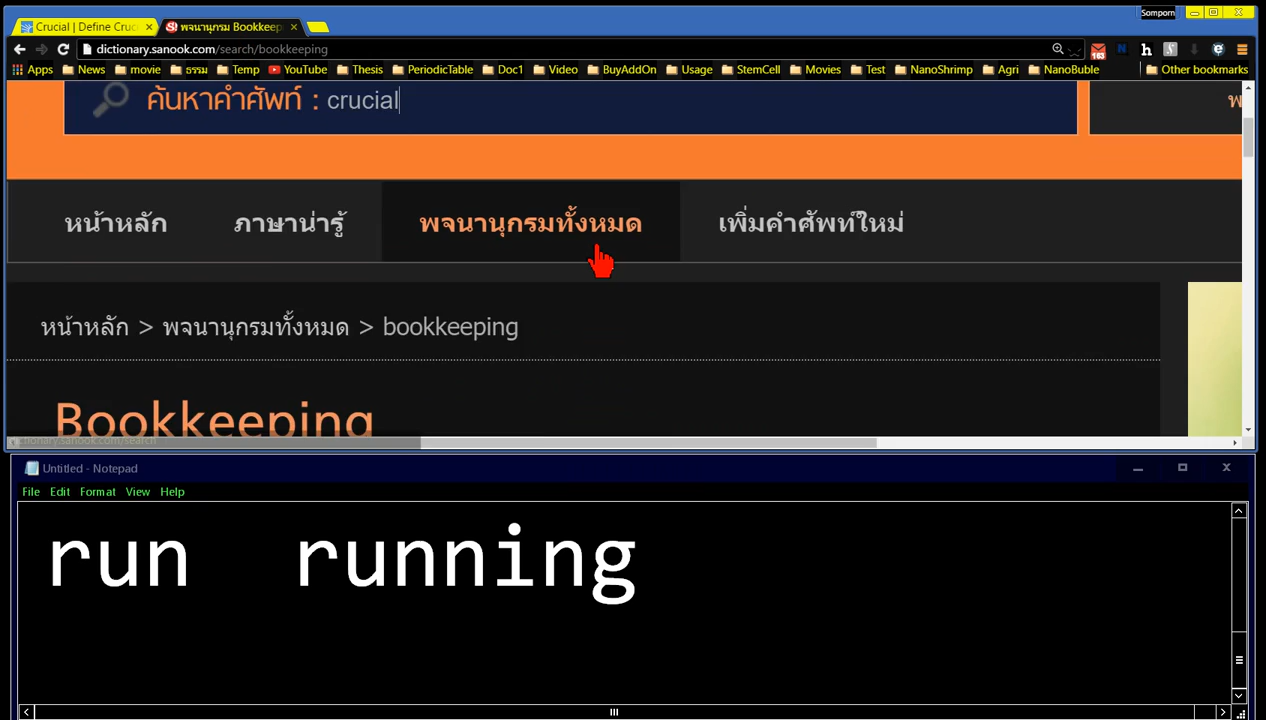 Somporn
Crucial | Define Cruc
พจนานุกรม Bookkeep
dictionary.sanook.com/search/bookkeeping
163
Apps News movie ธรรม Temp YouTube Thesis PeriodicTable Doc1 Video BuyAddOn Usage StemCell Movies Test NanoShrimp Agri NanoBuble Other bookmarks
ค้นหาคำศัพท์ : crucial
พ
หน้าหลัก ภาษาน่ารู้ พจนานุกรมทั้งหมด เพิ่มคำศัพท์ใหม่
หน้าหลัก > พจนานุกรมทั้งหมด > bookkeeping
Bookkeeping
dictionary.sanook.com/search
Untitled - Notepad
File Edit Format View Help
run running